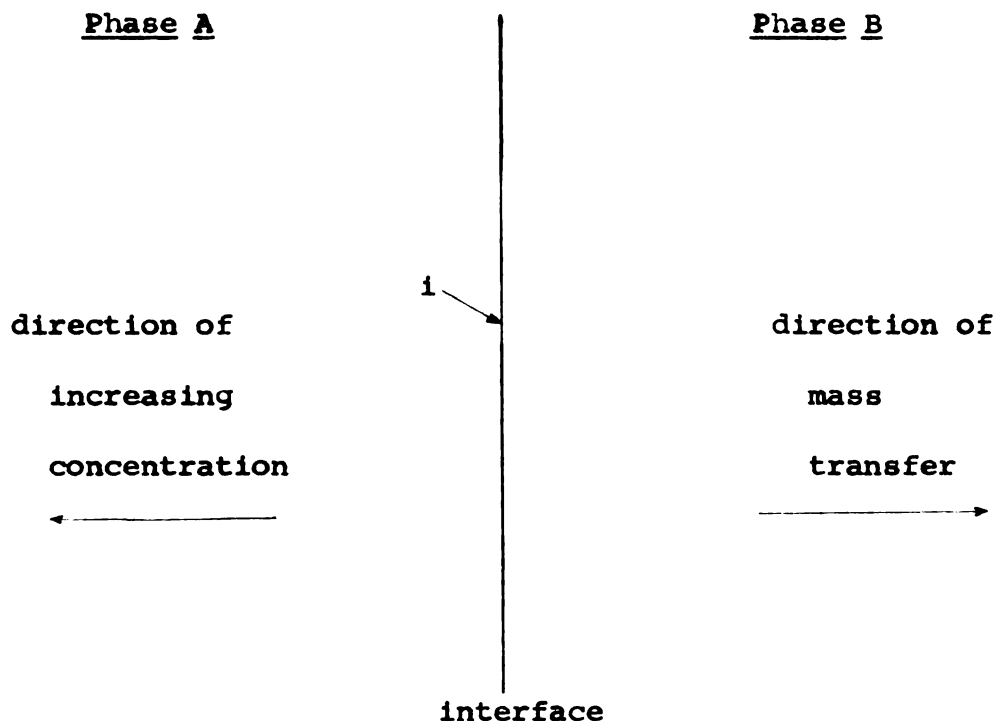 Phase A
Phase B
i
direction of
increasing
concentration
direction of
mass
transfer
interface